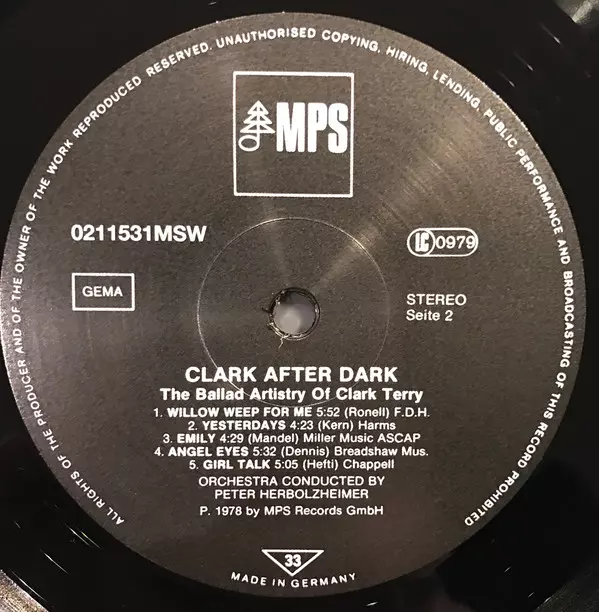 ALL RIGHTS OF THE PRODUCER AND OF THE OWNER OF THE WORK REPRODUCED RESERVED. UNAUTHORISED COPYING, HIRING, LENDING, PUBLIC PERFORMANCE AND BROADCASTING OF THIS RECORD PROHIBITED
MPS
0211531MSW
LC 0979
GEMA
STEREO
Seite 2
CLARK AFTER DARK
The Ballad Artistry Of Clark Terry
1. WILLOW WEEP FOR ME 5:52 (Ronell) F.D.H.
2. YESTERDAYS 4:23 (Kern) Harms
3. EMILY 4:29 (Mandel) Miller Music ASCAP
4. ANGEL EYES 5:32 (Dennis) Breadshaw Mus.
5. GIRL TALK 5:05 (Hefti) Chappell
ORCHESTRA CONDUCTED BY
PETER HERBOLZHEIMER
P. 1978 by MPS Records GmbH
33
MADE IN GERMANY